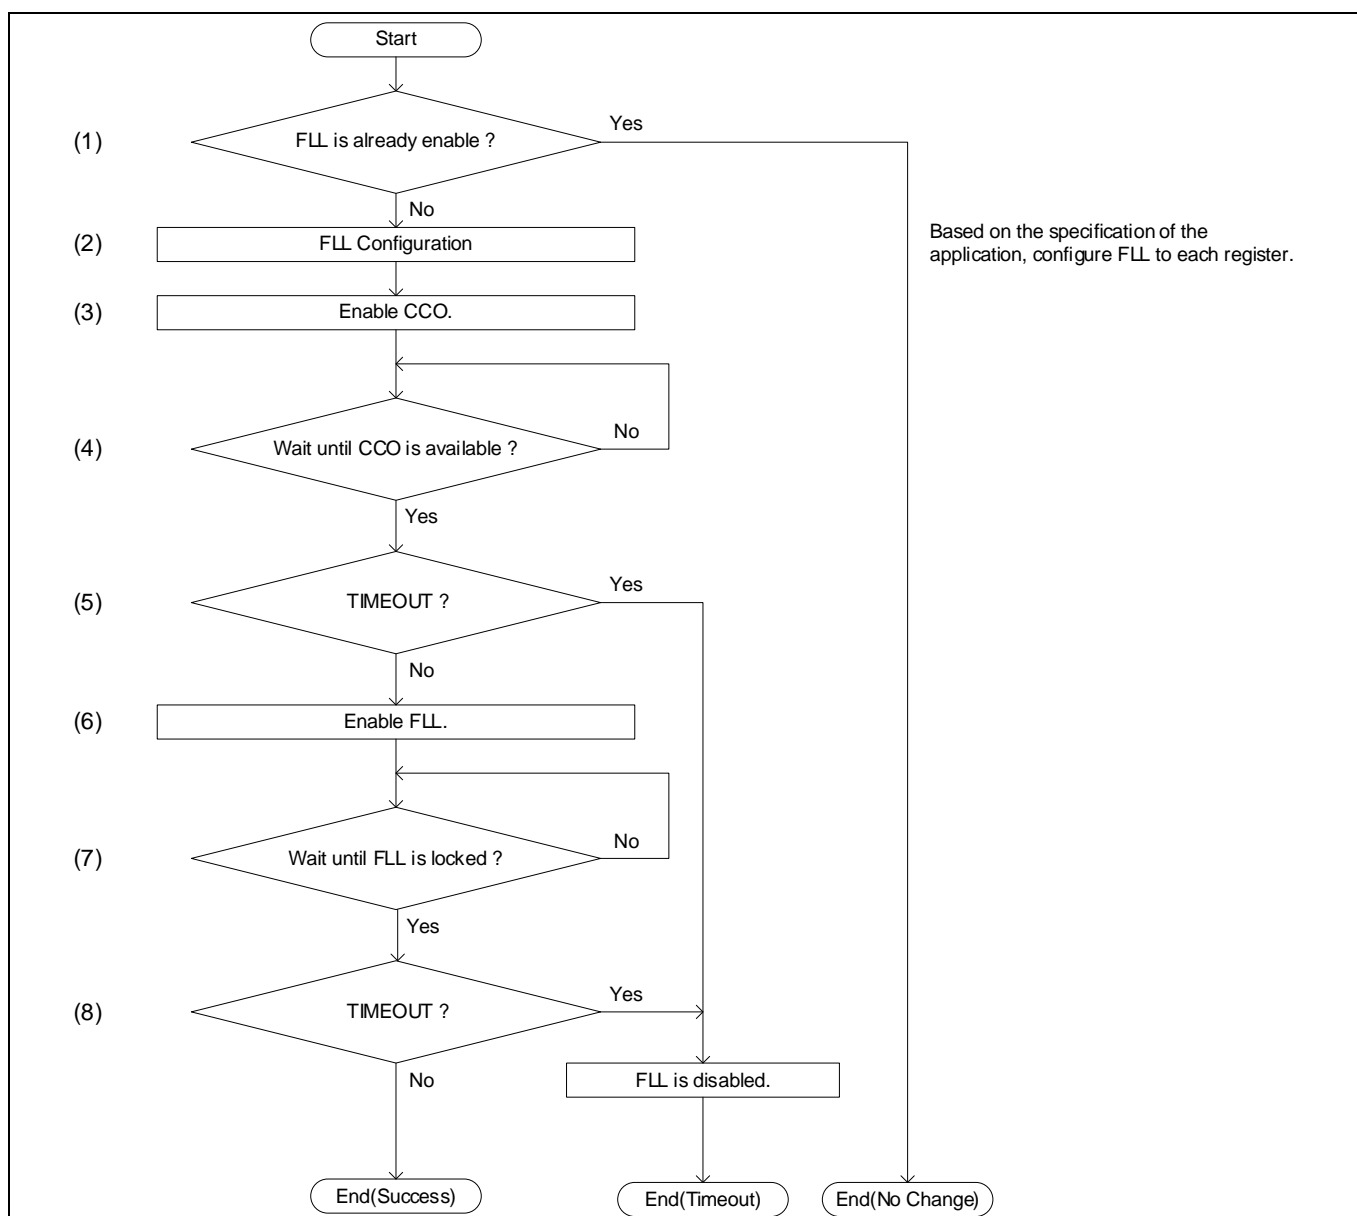 Start
(1)
FLL is already enable ?
Yes
No
Based on the specification of the
application, configure FLL to each register.
(2)
FLL Configuration
(3)
Enable CCO.
(4)
Wait until CCO is available ?
No
Yes
(5)
TIMEOUT ?
Yes
No
(6)
Enable FLL.
(7)
Wait until FLL is locked ?
No
Yes
(8)
TIMEOUT ?
Yes
No
FLL is disabled.
End(Success)
End(Timeout)
End(No Change)